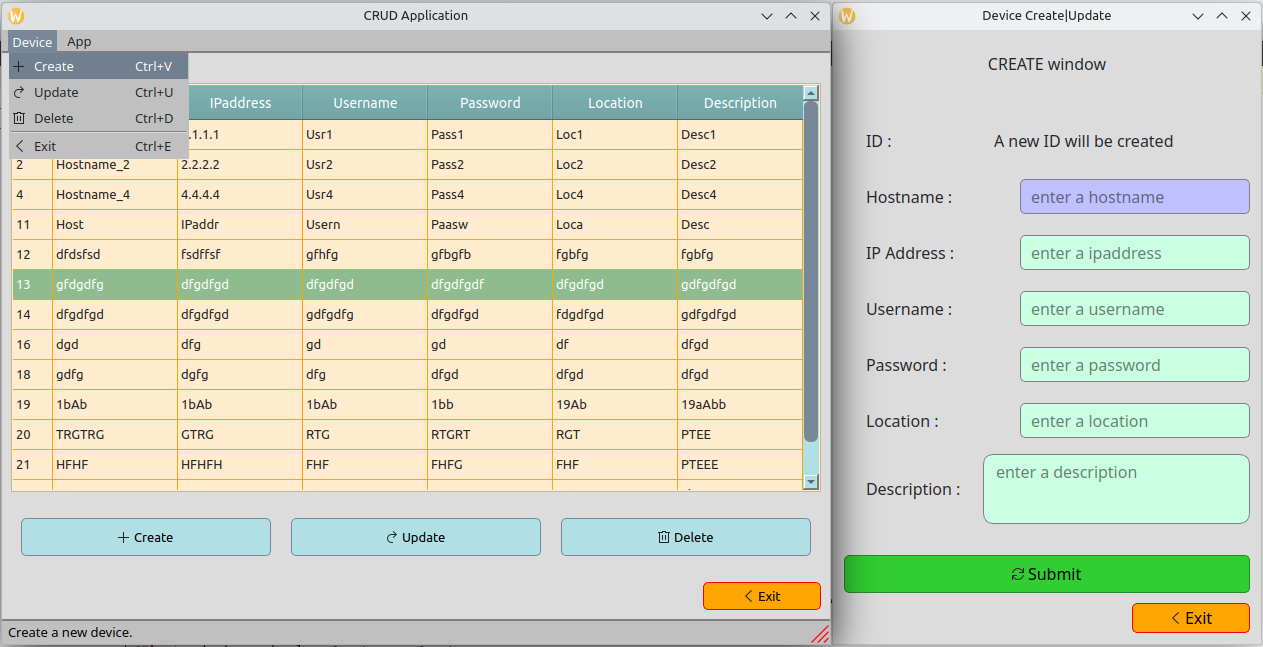 CRUD Application
Device App
Create Ctrl+V
Update Ctrl+U
Delete Ctrl+D
Exit Ctrl+E
IPaddress Username Password Location Description
.1.1.1 Usr1 Pass1 Loc1 Desc1
2 Hostname_2 2.2.2.2 Usr2 Pass2 Loc2 Desc2
4 Hostname_4 4.4.4.4 Usr4 Pass4 Loc4 Desc4
11 Host IPaddr Usern Paasw Loca Desc
12 dfdsfsd fsdffsf gfhfg gfbgfb fgbfg fgbfg
13 gfdgdfg dfgdfgd dfgdfgd dfgdfgdf dfgdfgd gdfgdfgd
14 dfgdfgd dfgdfgd gdfgdfg dfgdfgd fdgdfgd gdfgdfgd
16 dgd dfg gd gd df dfgd
18 gdfg dgfg dfg dfgd dfgd dfgd
19 1bAb 1bAb 1bAb 1bb 19Ab 19aAbb
20 TRGTRG GTRG RTG RTGRT RGT PTEE
21 HFHF HFHFH FHF FHFG FHF PTEEE
Create Update Delete
Exit
Create a new device.
Device Create|Update
CREATE window
ID : A new ID will be created
Hostname : enter a hostname
IP Address : enter a ipaddress
Username : enter a username
Password : enter a password
Location : enter a location
Description : enter a description
Submit
Exit